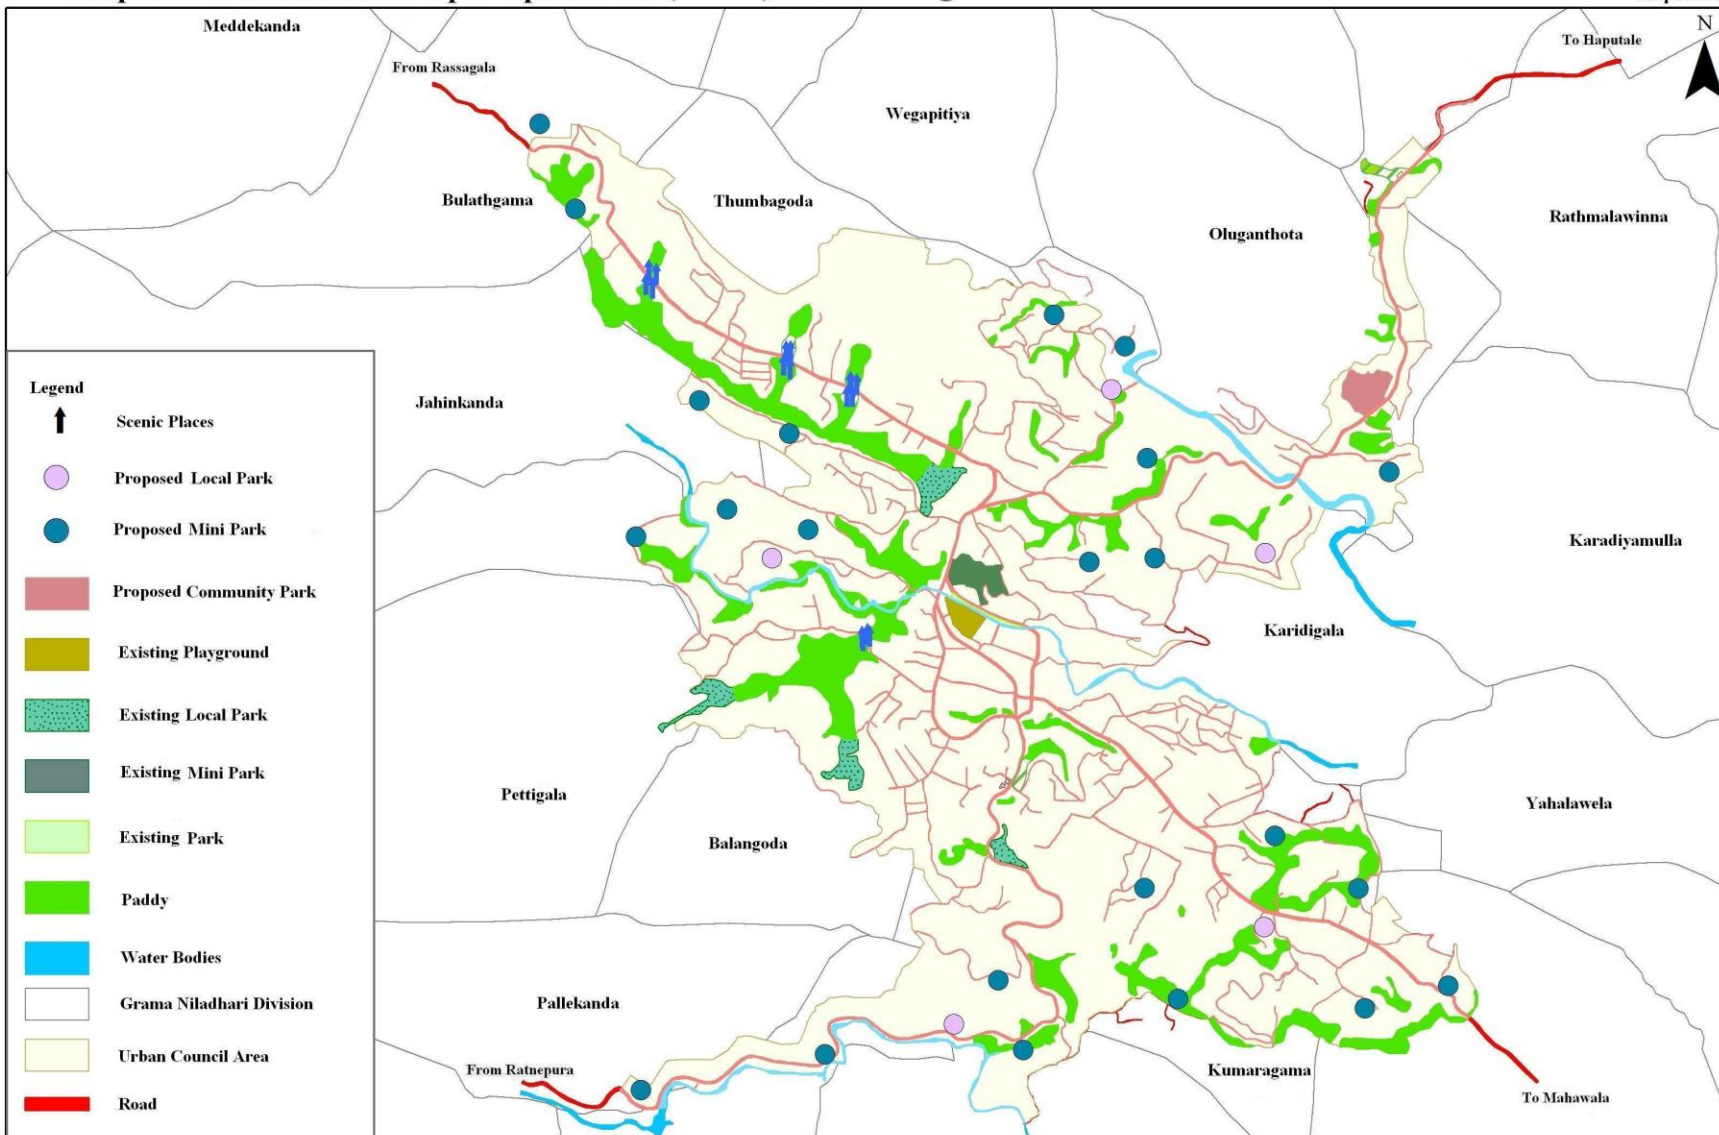 Meddekanda
N
To Haputale
From Rassagala
Wegapitiya
Bulathgama
Thumbagoda
Rathmalawinna
Oluganthota
Legend
Jahinkanda
Scenic Places
Proposed Local Park
Proposed Mini Park
Karadiyamulla
Proposed Community Park
Karidigala
Existing Playground
Existing Local Park
Existing Mini Park
Pettigala
Yahalawela
Existing Park
Balangoda
Paddy
Water Bodies
Grama Niladhari Division
Pallekanda
Urban Council Area
From Ratnepura
Kumaragama
To Mahawala
Road